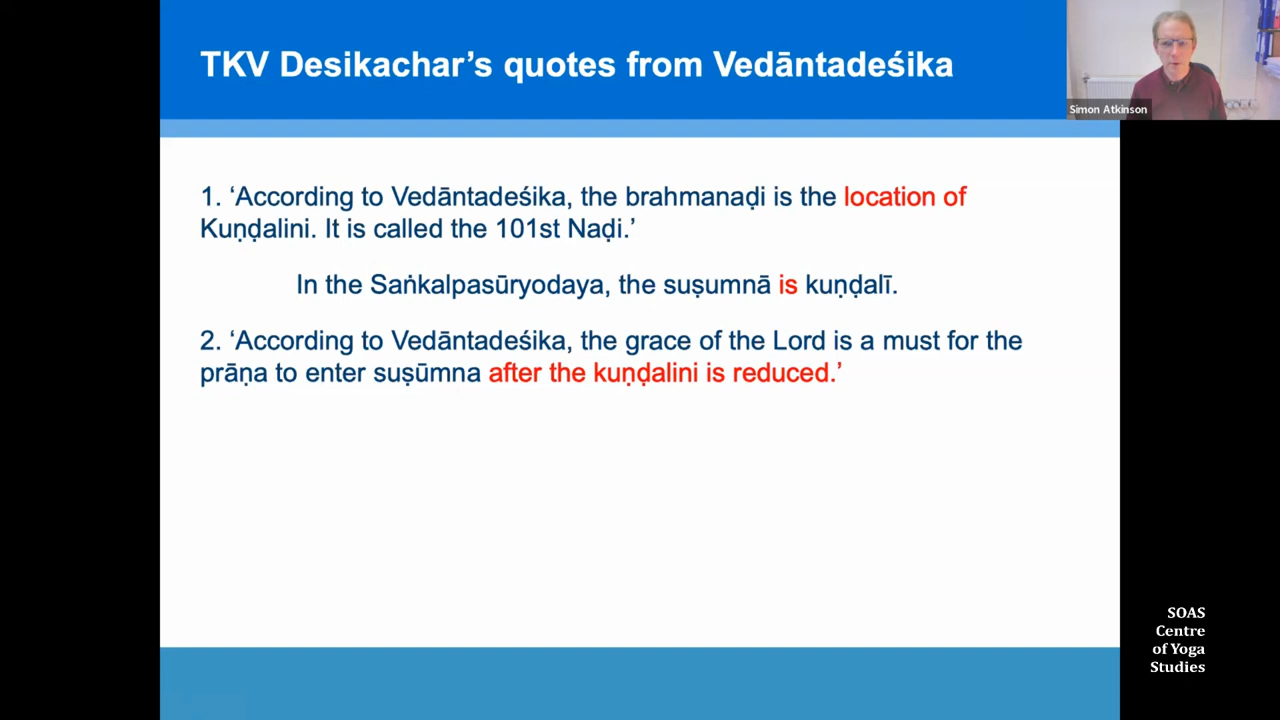 TKV Desikachar’s quotes from Vedāntadeśika
Simon Atkinson
1. ‘According to Vedāntadeśika, the brahmanaḍi is the location of
Kuṇḍalini. It is called the 101st Naḍi.’
In the Saṅkalpasūryodaya, the suṣumnā is kuṇḍalī.
2. ‘According to Vedāntadeśika, the grace of the Lord is a must for the
prāṇa to enter suṣūmna after the kuṇḍalini is reduced.’
SOAS
Centre
of Yoga
Studies